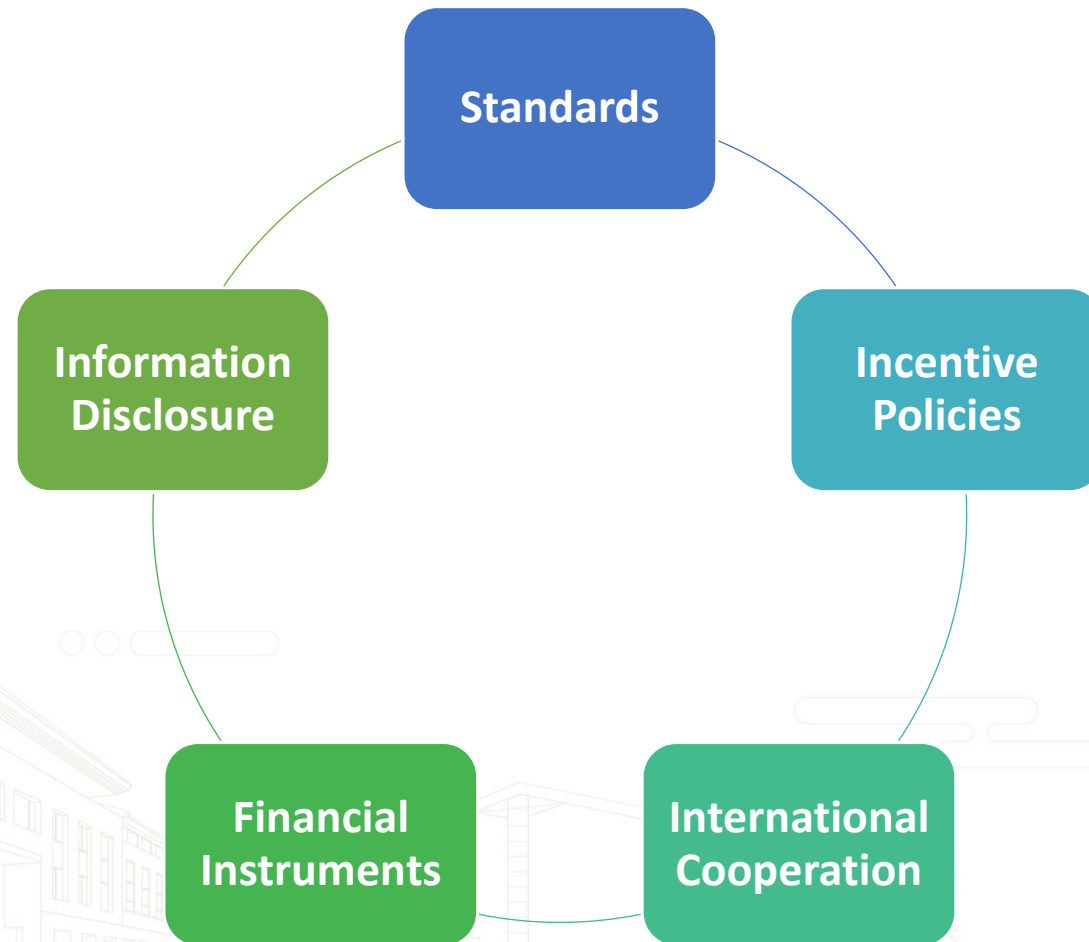 Standards
Incentive
Policies
International
Cooperation
Financial
Instruments
Information
Disclosure